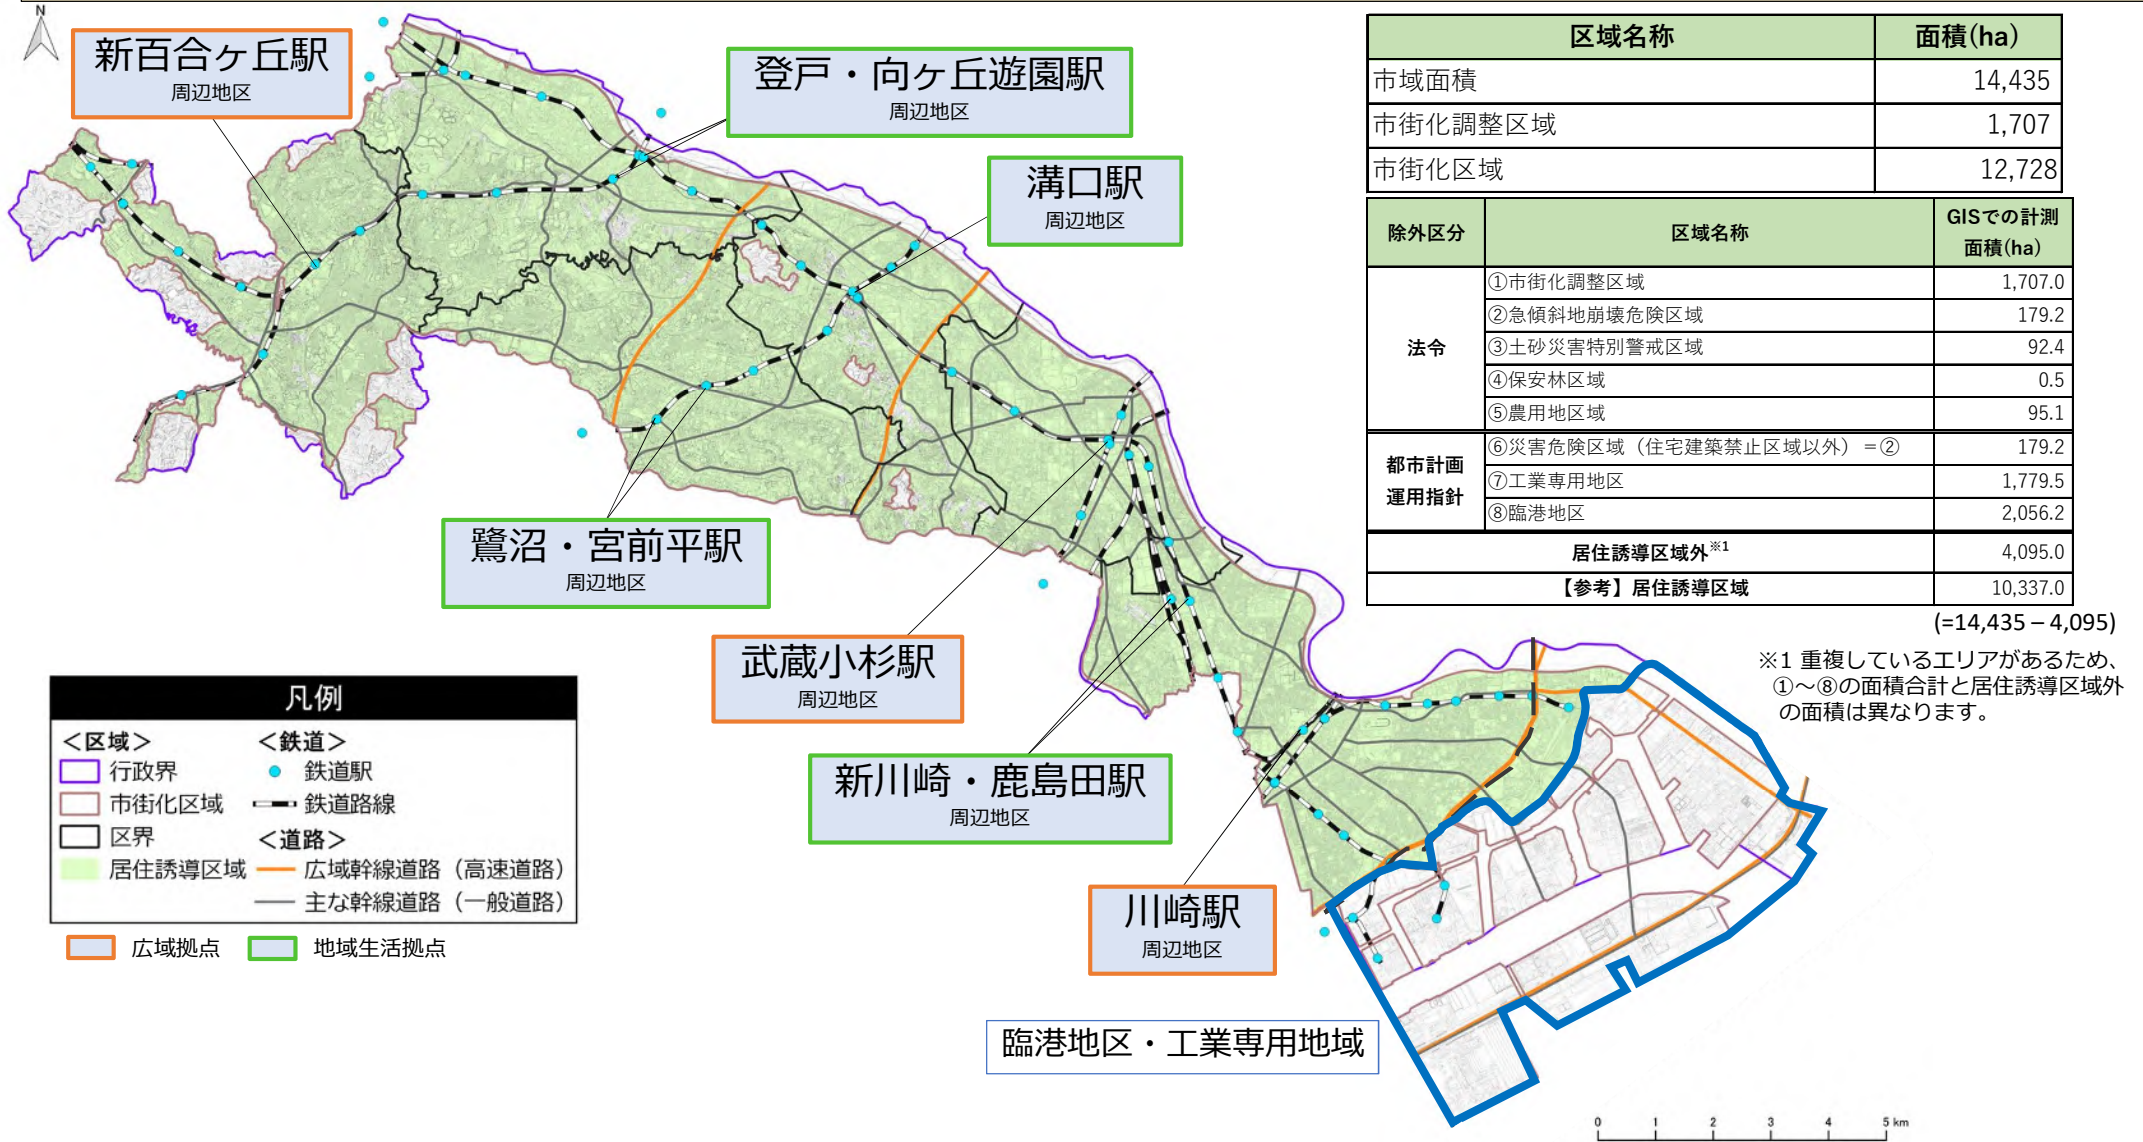 N
新百合ヶ丘駅
周辺地区
登戸・向ヶ丘遊園駅
周辺地区
溝口駅
周辺地区
鷺沼・宮前平駅
周辺地区
武蔵小杉駅
周辺地区
新川崎・鹿島田駅
周辺地区
川崎駅
周辺地区
臨港地区・工業専用地域
区域名称 面積(ha)
市域面積 14,435
市街化調整区域 1,707
市街化区域 12,728
除外区分 区域名称 GISでの計測
面積(ha)
法令
①市街化調整区域 1,707.0
②急傾斜地崩壊危険区域 179.2
③土砂災害特別警戒区域 92.4
④保安林区域 0.5
⑤農用地区域 95.1
都市計画
運用指針
⑥災害危険区域（住宅建築禁止区域以外）＝② 179.2
⑦工業専用地区 1,779.5
⑧臨港地区 2,056.2
居住誘導区域外※1 4,095.0
【参考】居住誘導区域 10,337.0
(=14,435 – 4,095)
※1 重複しているエリアがあるため、
①～⑧の面積合計と居住誘導区域外
の面積は異なります。
凡例
＜区域＞ ＜鉄道＞
行政界 鉄道駅
市街化区域 鉄道路線
区界 ＜道路＞
居住誘導区域 広域幹線道路（高速道路）
主な幹線道路（一般道路）
広域拠点 地域生活拠点
0 1 2 3 4 5 km